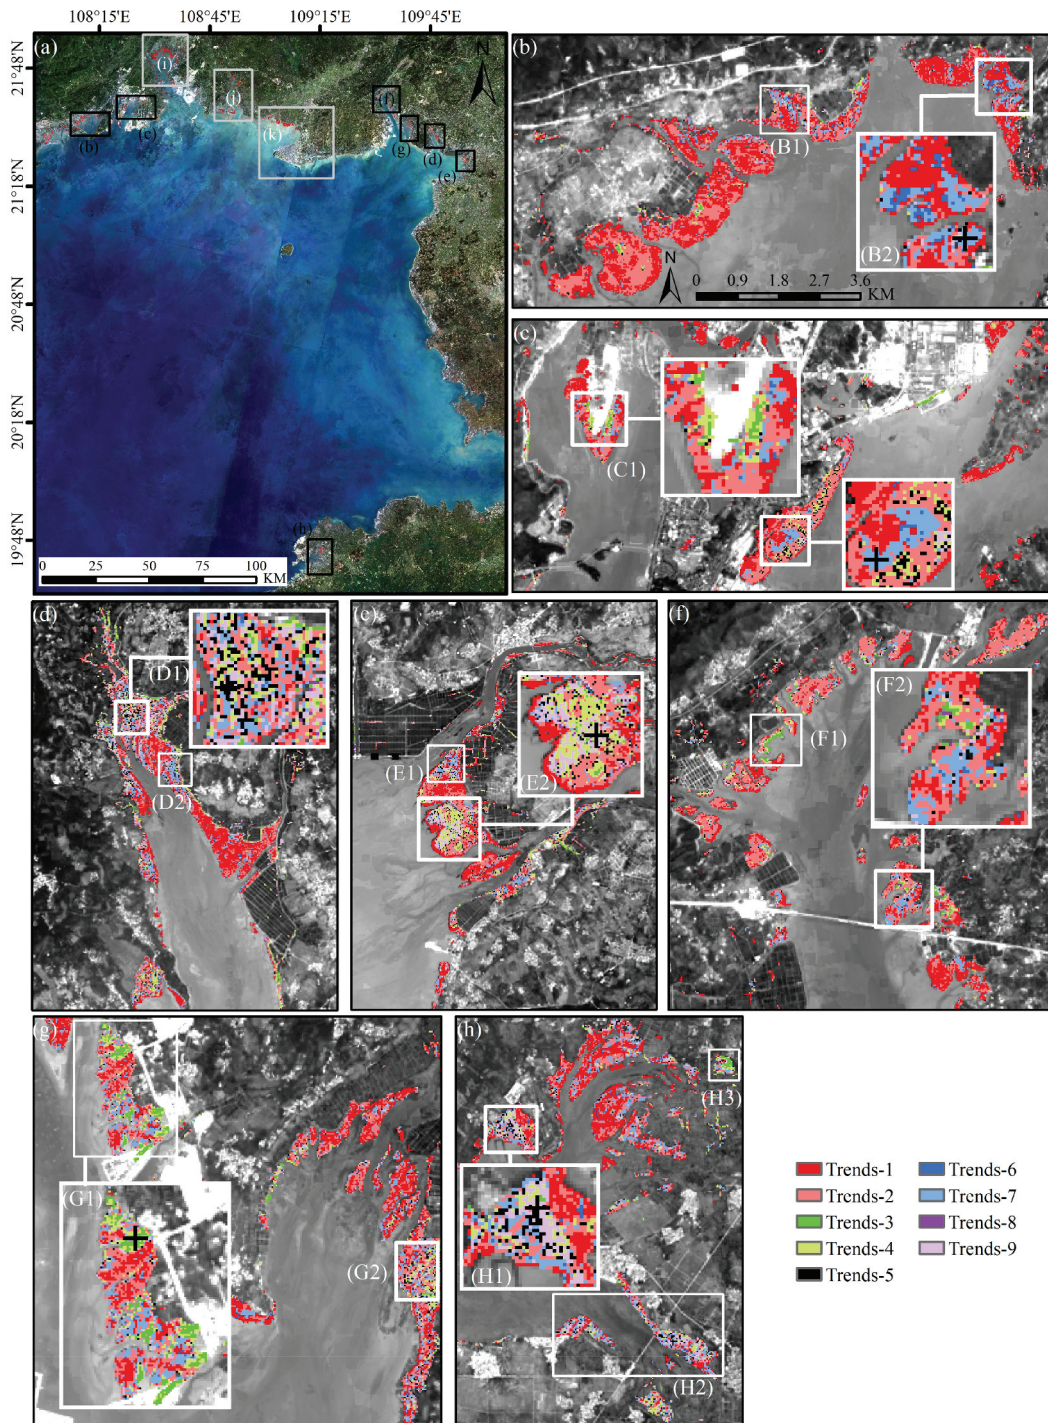 108°15'E 108°45'E 109°15'E 109°45'E
21°48'N
21°18'N
20°48'N
20°18'N
19°48'N
(a)
N
(i)
(j)
(k)
(f)
(b)
(c)
(g)
(d)
(e)
(h)
0 25 50 75 100
KM
(b)
(B1)
(B2)
N
0 0.9 1.8 2.7 3.6
KM
(c)
(C1)
(d)
(D1)
(D2)
(e)
(E1)
(E2)
(f)
(F1)
(F2)
(g)
(G1)
(G2)
(h)
(H1)
(H2)
(H3)
Trends-1 Trends-6
Trends-2 Trends-7
Trends-3 Trends-8
Trends-4 Trends-9
Trends-5